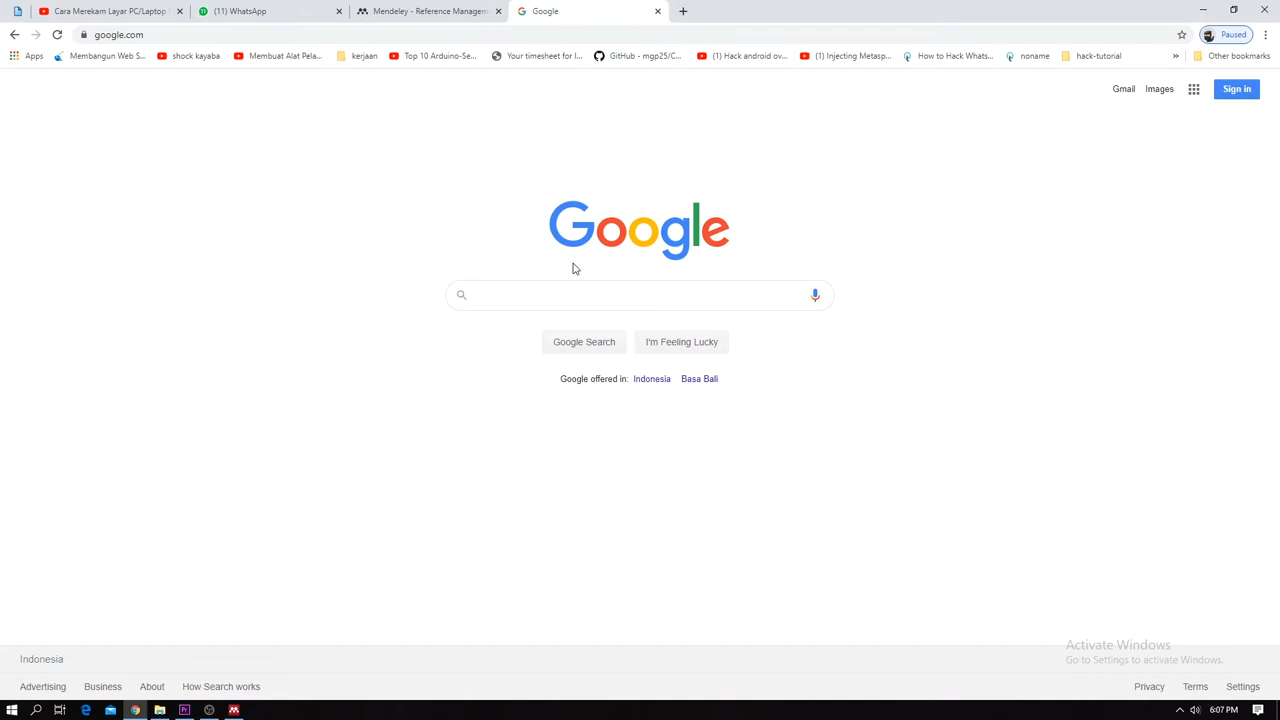 Cara Merekam Layar PC/Laptop
(11) WhatsApp
Mendeley - Reference Managem
Google
google.com
Paused
Apps
Membangun Web S...
shock kayaba
Membuat Alat Pela...
kerjaan
Top 10 Arduino-Se...
Your timesheet for I...
GitHub - mgp25/C...
(1) Hack android ov...
(1) Injecting Metasp...
How to Hack Whats...
noname
hack-tutorial
»
Other bookmarks
Gmail
Images
Sign in
Google
Google Search
I'm Feeling Lucky
Google offered in: Indonesia Basa Bali
Activate Windows
Go to Settings to activate Windows.
Indonesia
Advertising
Business
About
How Search works
Privacy
Terms
Settings
6:07 PM